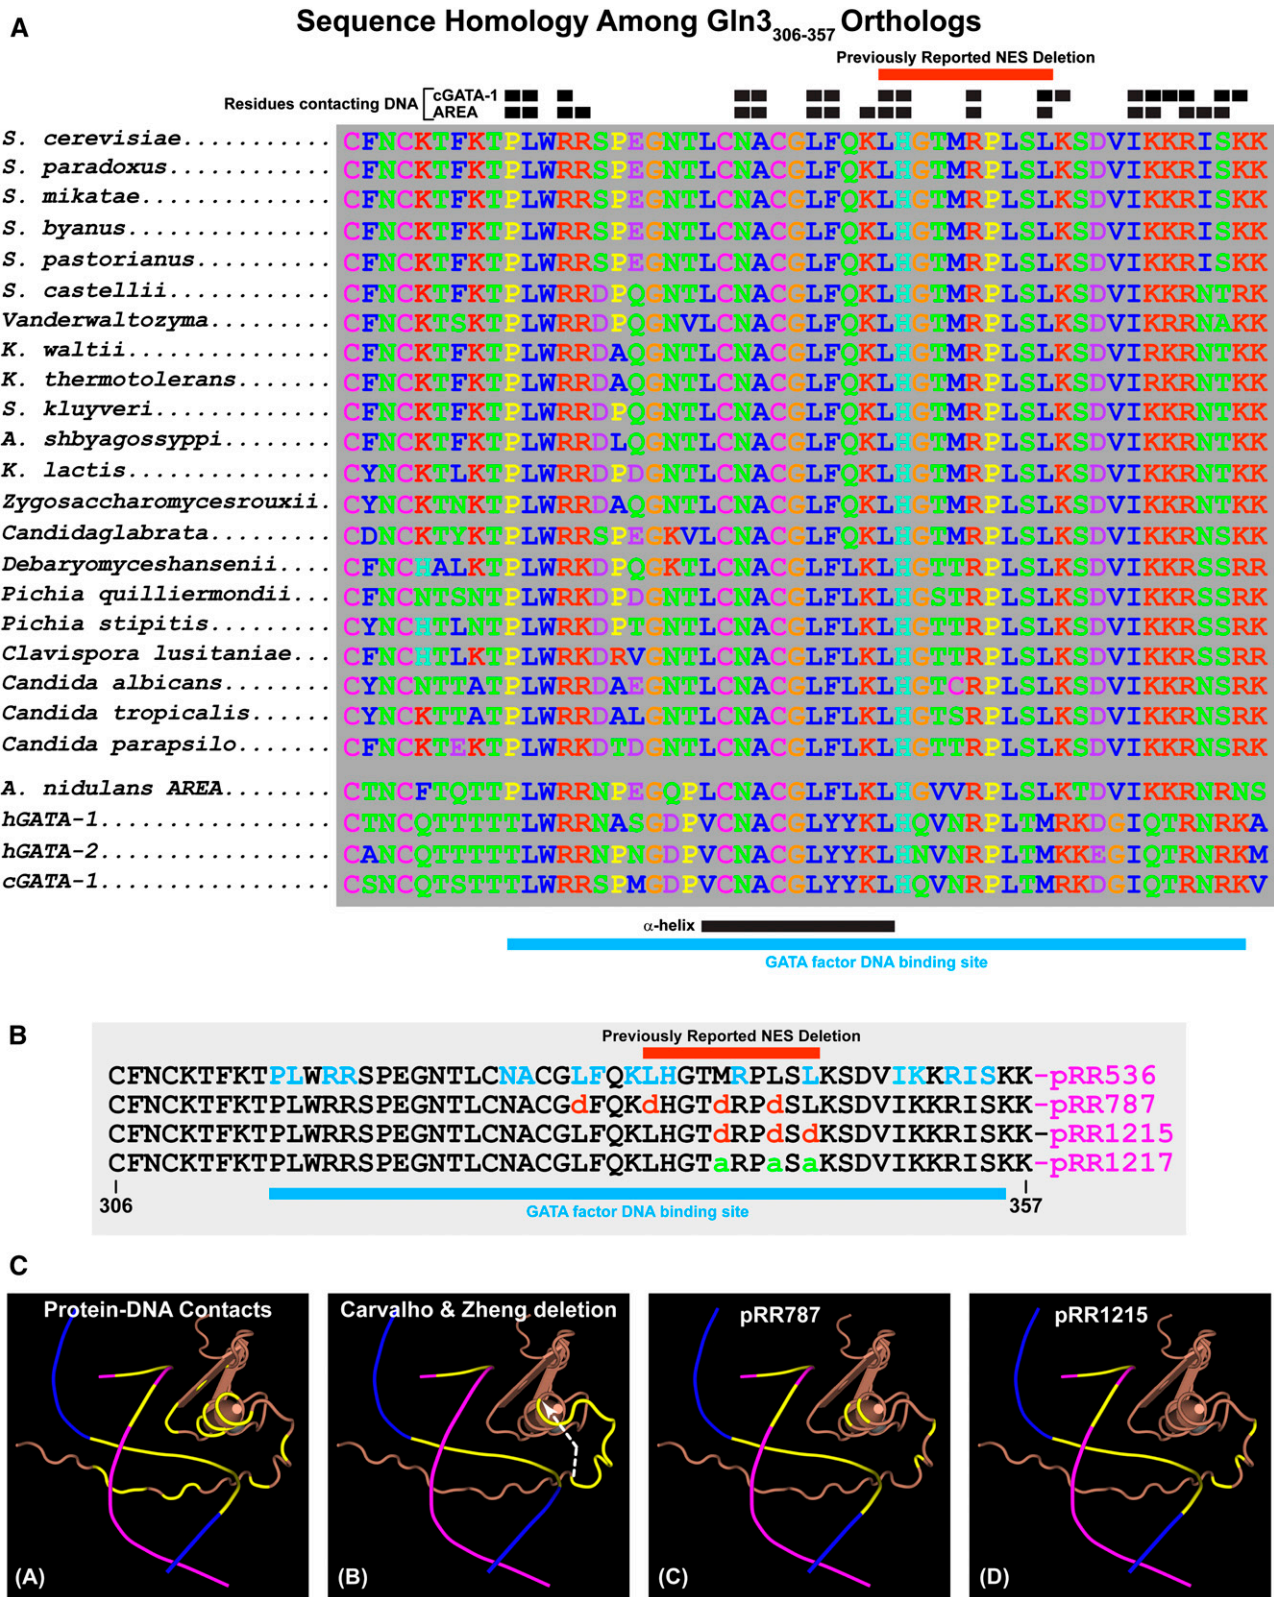 A
Sequence Homology Among Gln3306-357 Orthologs
Previously Reported NES Deletion
Residues contacting DNA
cGATA-1
AREA
S. cerevisiae........... CFNCKTFKTPLWRRSPEGNTLCNACGLFQKLHGTMRPLSLKSDVIKKRISKK
S. paradoxus............ CFNCKTFKTPLWRRSPEGNTLCNACGLFQKLHGTMRPLSLKSDVIKKRISKK
S. mikatae.............. CFNCKTFKTPLWRRSPEGNTLCNACGLFQKLHGTMRPLSLKSDVIKKRISKK
S. byanus............... CFNCKTFKTPLWRRSPEGNTLCNACGLFQKLHGTMRPLSLKSDVIKKRISKK
S. pastorianus.......... CFNCKTFKTPLWRRSPEGNTLCNACGLFQKLHGTMRPLSLKSDVIKKRISKK
S. castellii............ CFNCKTFKTPLWRRDPQGNTLCNACGLFQKLHGTMRPLSLKSDVIKKRNTRK
Vanderwaltozyma......... CFNCKTSKTPLWRRDPQGNVLCNACGLFQKLHGTMRPLSLKSDVIKRRNAKK
K. waltii............... CFNCKTFKTPLWRRDAQGNTLCNACGLFQKLHGTMRPLSLKSDVIRKRNTKK
K. thermotolerans....... CFNCKTFKTPLWRRDAQGNTLCNACGLFQKLHGTMRPLSLKSDVIRKRNTKK
S. kluyveri............. CFNCKTFKTPLWRRDPQGNTLCNACGLFQKLHGTMRPLSLKSDVIKKRNTKK
A. shbyagossyppi........ CFNCKTFKTPLWRRDLQGNTLCNACGLFQKLHGTMRPLSLKSDVIKKRNTKK
K. lactis............... CYNCKTLKTPLWRRDPDGNTLCNACGLFQKLHGTMRPLSLKSDVIKKRNTKK
Zygosaccharomycesrouxii. CYNCKTNKTPLWRRDAQGNTLCNACGLFQKLHGTMRPLSLKSDVIKKRNTKK
Candidaglabrata......... CDNCKTYKTPLWRRSPEGKVLCNACGLFQKLHGTMRPLSLKSDVIKKRNSKK
Debaryomyceshansenii.... CFNCHALKTPLWRKDPQGKTLCNACGLFLKLHGTTRPLSLKSDVIKKRSSRR
Pichia quilliermondii... CFNCNTSNTPLWRKDPDGNTLCNACGLFLKLHGSTRPLSLKSDVIKKRSSRK
Pichia stipitis......... CYNCHTLNTPLWRKDPTGNTLCNACGLFLKLHGTTRPLSLKSDVIKKRSSRK
Clavispora lusitaniae... CFNCHTLKTPLWRKDRVGNTLCNACGLFLKLHGTTRPLSLKSDVIKKRSSRR
Candida albicans........ CYNCNTTATPLWRRDAEGNTLCNACGLFLKLHGTCRPLSLKSDVIKKRNSRK
Candida tropicalis...... CYNCKTTATPLWRRDALGNTLCNACGLFLKLHGTSRPLSLKSDVIKKRNSRK
Candida parapsilo....... CFNCKTEKTPLWRKDTDGNTLCNACGLFLKLHGTTRPLSLKSDVIKKRNSRK
A. nidulans AREA........ CTNCFTQTTPLWRRNPEGQPLCNACGLFLKLHGVVRPLSLKTDVIKKRNRNS
hGATA-1................. CTNCQTTTTTLWRRNASGDPVCNACGLYYKLHQVNRPLTMRKDGIQTRNRKA
hGATA-2................. CANCQTTTTTLWRRNPNGDPVCNACGLYYKLHNVNRPLTMKKEGIQTRNRKM
cGATA-1................. CSNCQTSTTTLWRRSPMGDPVCNACGLYYKLHQVNRPLTMRKDGIQTRNRKV
α-helix
GATA factor DNA binding site
B
Previously Reported NES Deletion
CFNCKTFKTPLWRRSPEGNTLCNACGLFQKLHGTMRPLSLKSDVIKKRISKK-pRR536
CFNCKTFKTPLWRRSPEGNTLCNACGdFQKdHGTdRPdSLKSDVIKKRISKK-pRR787
CFNCKTFKTPLWRRSPEGNTLCNACGLFQKLHGTdRPdSdKSDVIKKRISKK-pRR1215
CFNCKTFKTPLWRRSPEGNTLCNACGLFQKLHGTaRPaSaKSDVIKKRISKK-pRR1217
306
357
GATA factor DNA binding site
C
Protein-DNA Contacts
Carvalho & Zheng deletion
pRR787
pRR1215
(A)
(B)
(C)
(D)